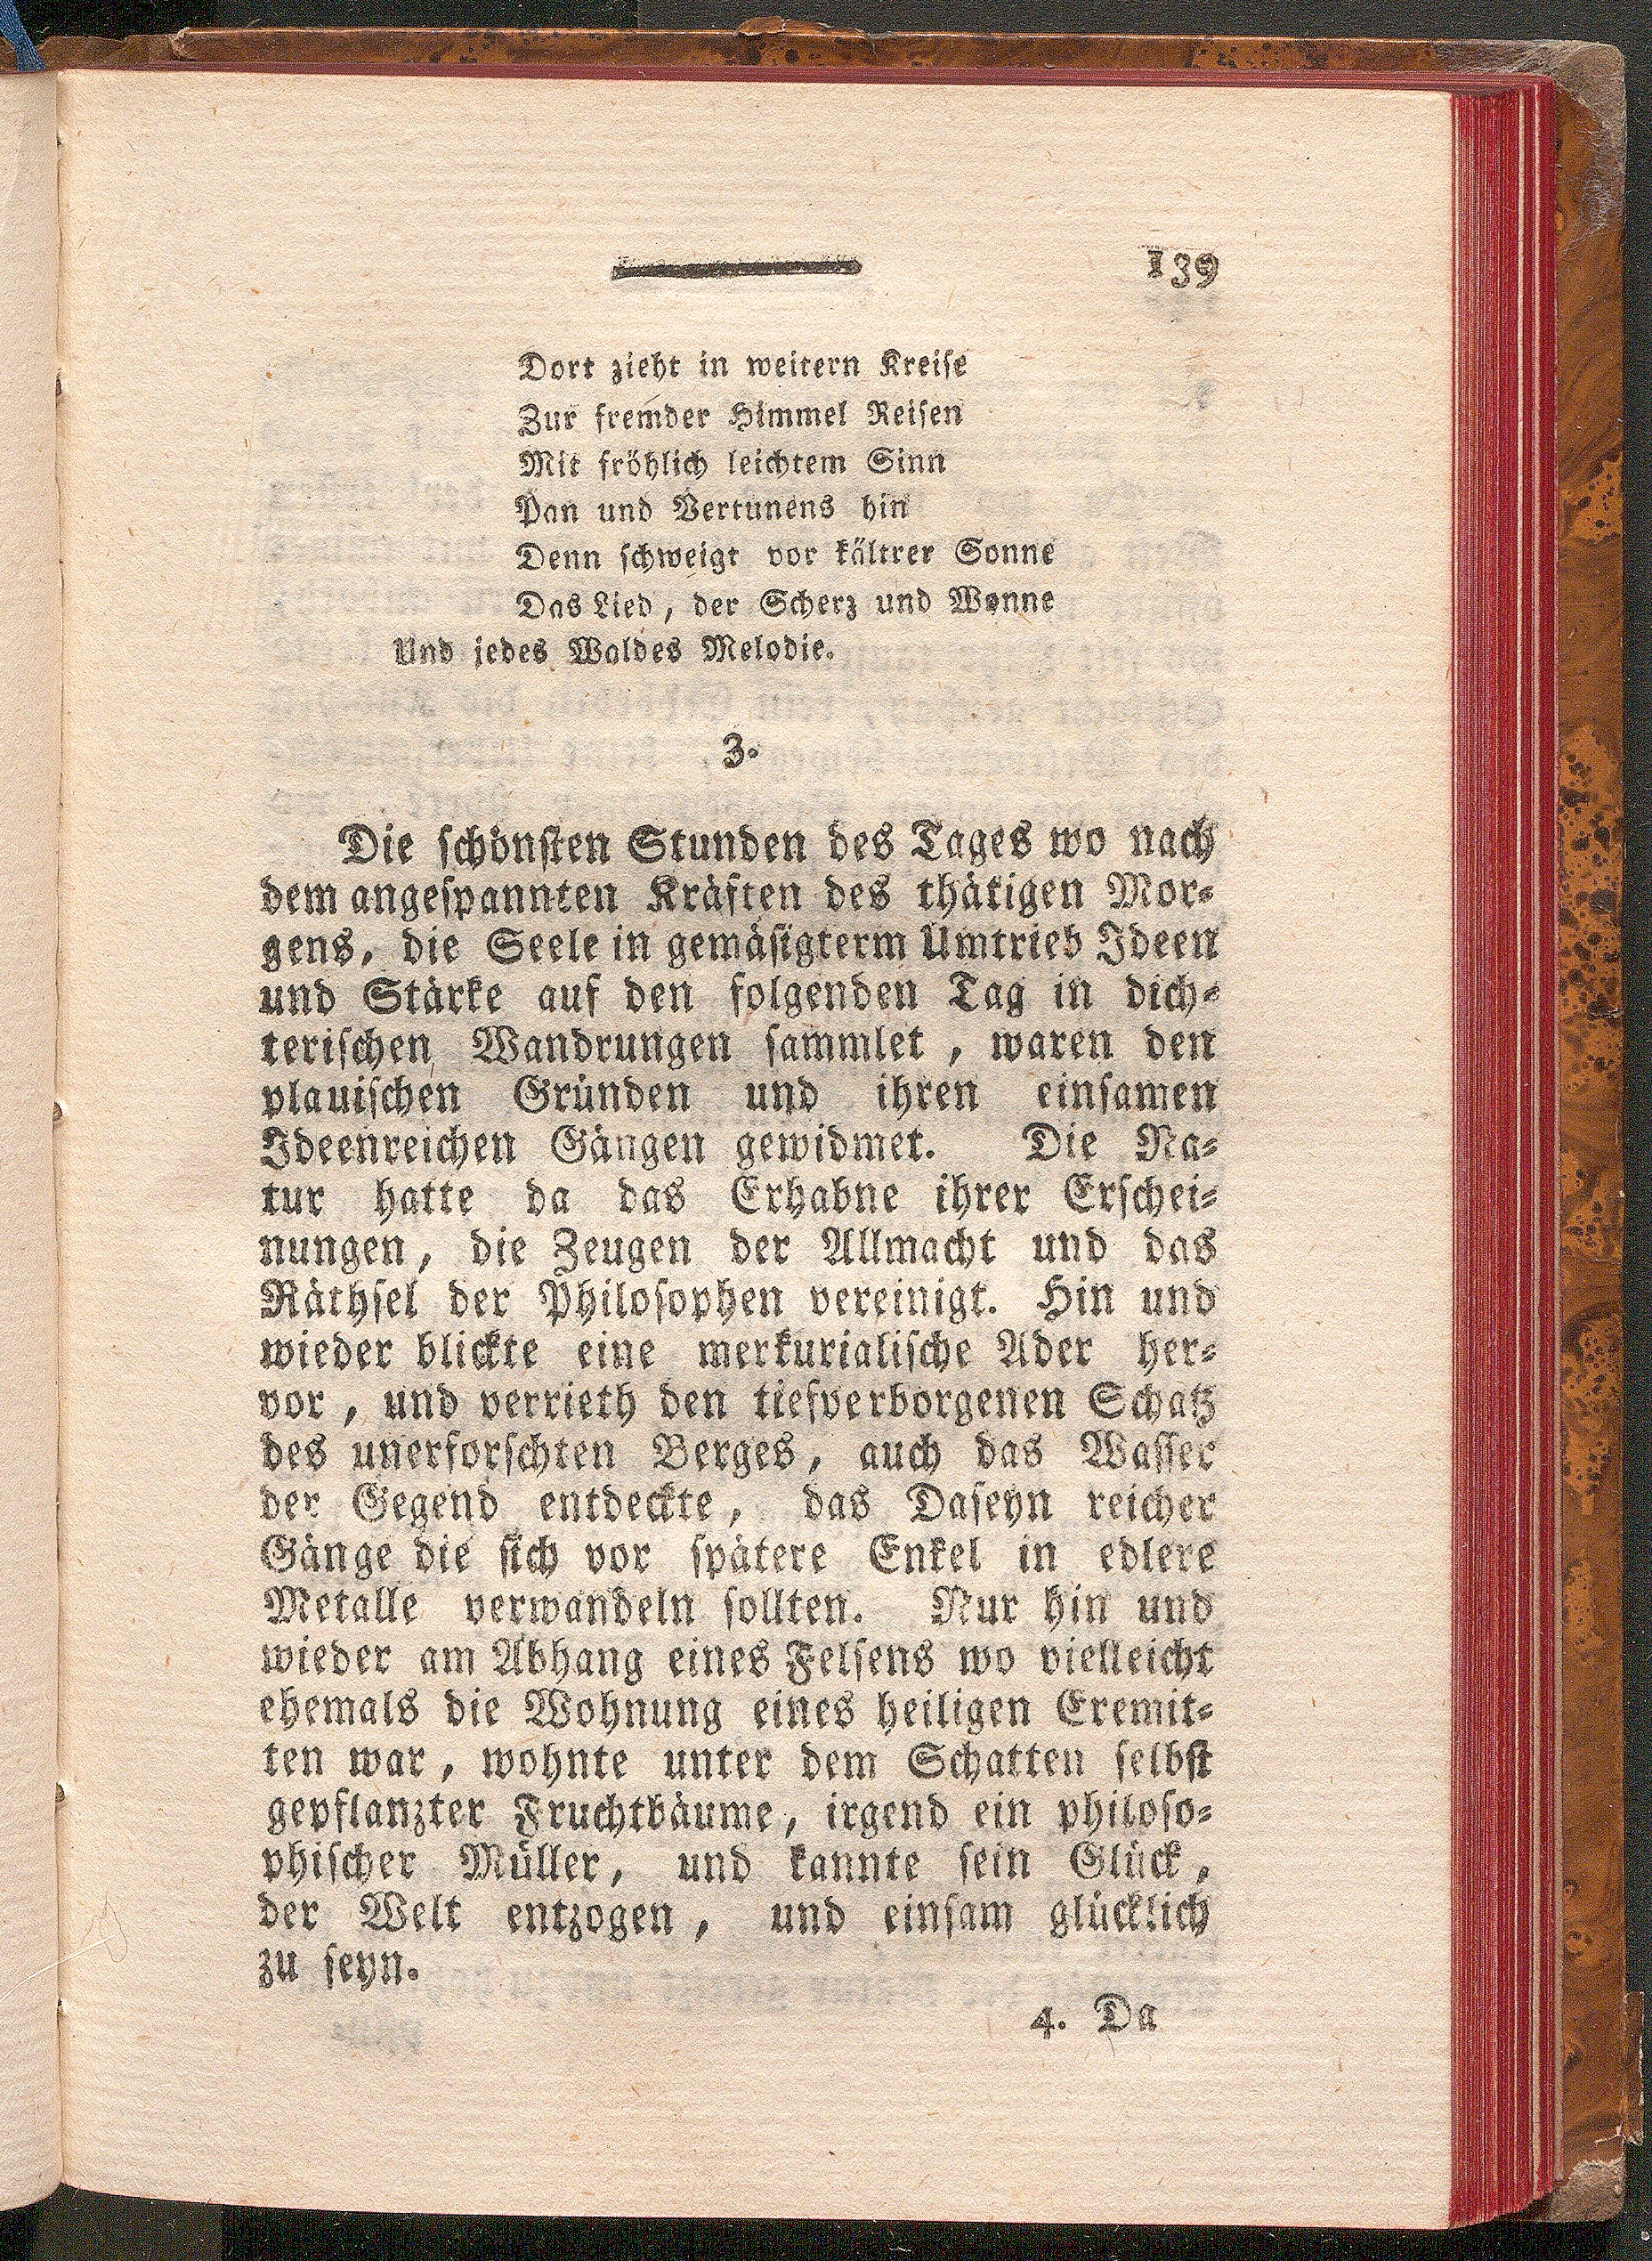 139
Dort zieht in weitern Kreise
Zur fremder Himmel Reisen
Mit fröhlich leichtem Sinn
Pan und Vertunens hin
Denn schweigt vor kältrer Sonne
Das Lied, der Scherz und Wonne
Und jedes Waldes Melodie.
3.
Die schönsten Stunden des Tages wo nach
dem angespannten Kräften des thätigen Mor-
gens, die Seele in gemäsigterm Umtrieb Ideen
und Stärke auf den folgenden Tag in dich-
terischen Wandrungen sammlet, waren den
plauischen Gründen und ihren einsamen
Ideenreichen Gängen gewidmet. Die Na-
tur hatte da das Erhabne ihrer Erschei-
nungen, die Zeugen der Allmacht und das
Räthsel der Philosophen vereinigt. Hin und
wieder blickte eine merkurialische Ader her-
vor, und verrieth den tiefverborgenen Schatz
des unerforschten Berges, auch das Wasser
der Gegend entdeckte, das Daseyn reicher
Gänge die sich vor spätere Enkel in edlere
Metalle verwandeln sollten. Nur hin und
wieder am Abhang eines Felsens wo vielleicht
ehemals die Wohnung eines heiligen Eremit-
ten war, wohnte unter dem Schatten selbst
gepflanzter Fruchtbäume, irgend ein philoso-
phischer Müller, und kannte sein Glück,
der Welt entzogen, und einsam glücklich
zu seyn.
4. Da